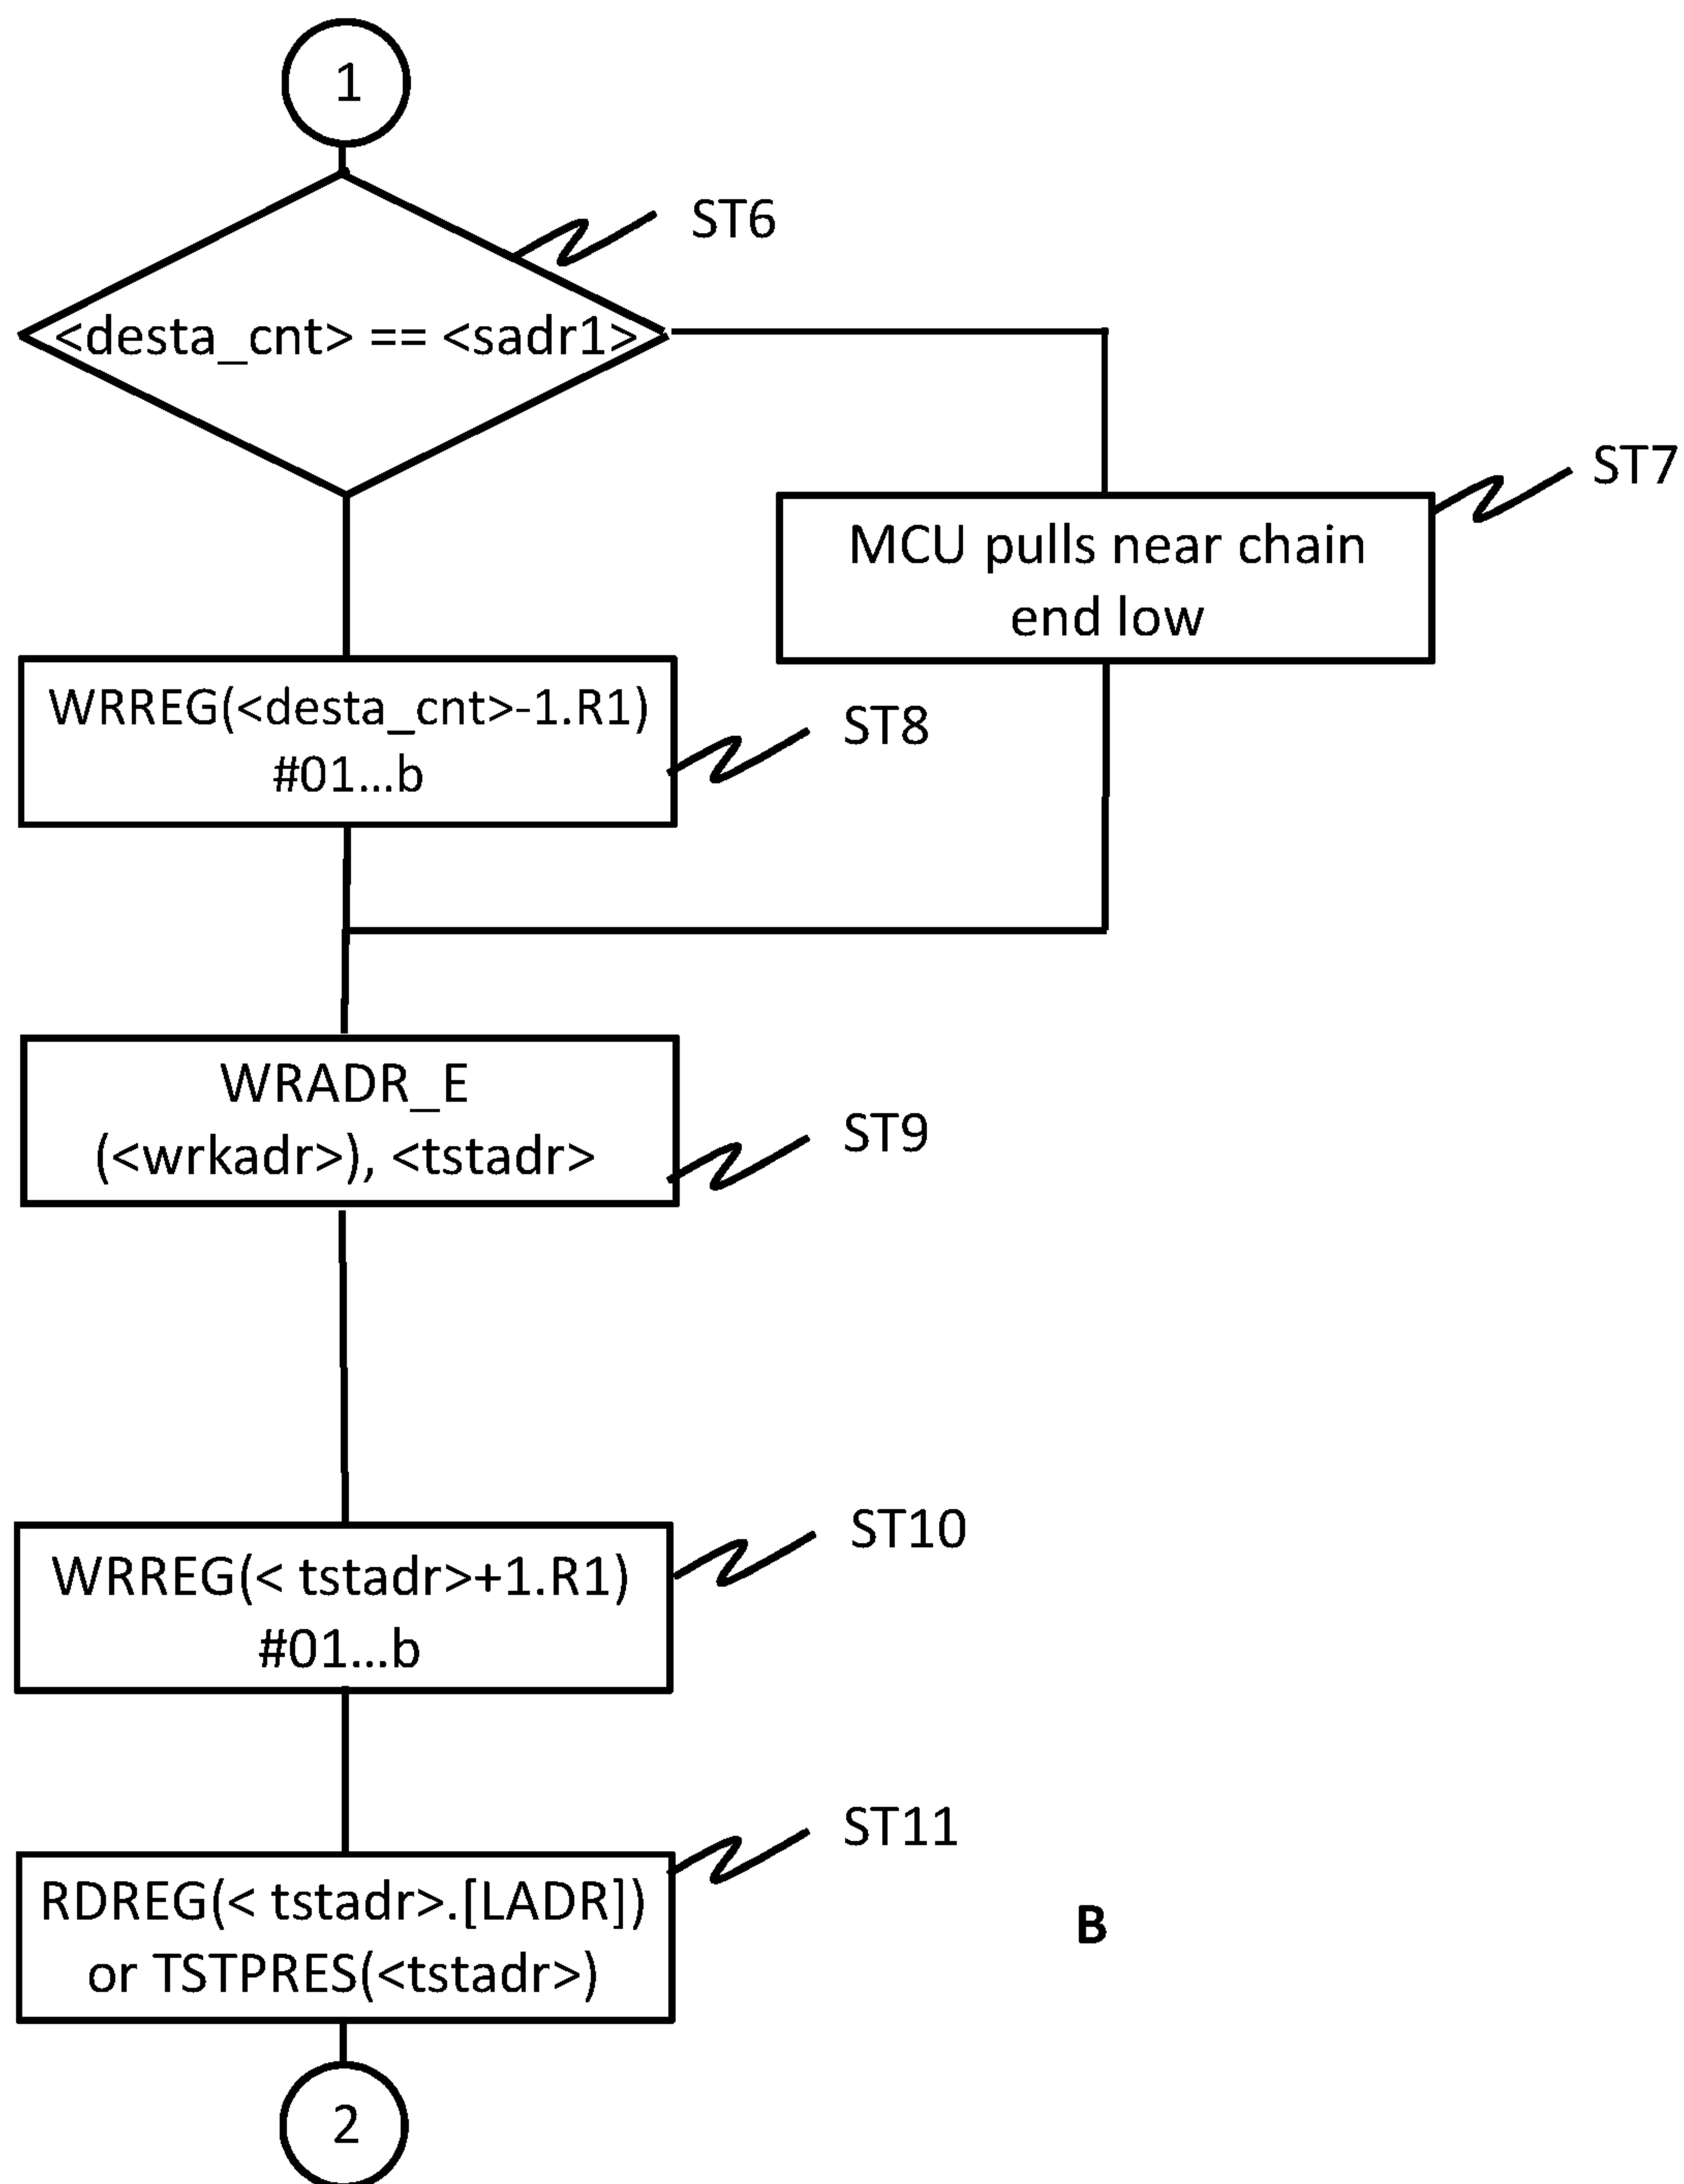 1
ST6
<desta_cnt> == <sadr1>
ST7
MCU pulls near chain
end low
WRREG(<desta_cnt>-1.R1)
#01...b
ST8
WRADR_E
(<wrkadr>), <tstadr>
ST9
ST10
WRREG(< tstadr>+1.R1)
#01...b
ST11
RDREG(< tstadr>.[LADR])
or TSTPRES(<tstadr>)
B
2